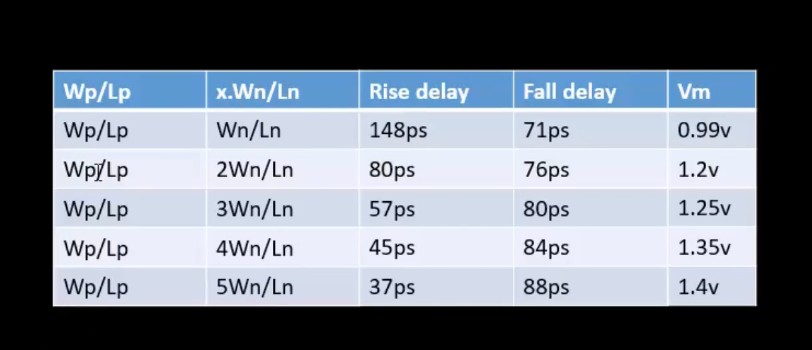 Wp/Lp x.Wn/Ln Rise delay Fall delay Vm
Wp/Lp Wn/Ln 148ps 71ps 0.99v
Wp/Lp 2Wn/Ln 80ps 76ps 1.2v
Wp/Lp 3Wn/Ln 57ps 80ps 1.25v
Wp/Lp 4Wn/Ln 45ps 84ps 1.35v
Wp/Lp 5Wn/Ln 37ps 88ps 1.4v